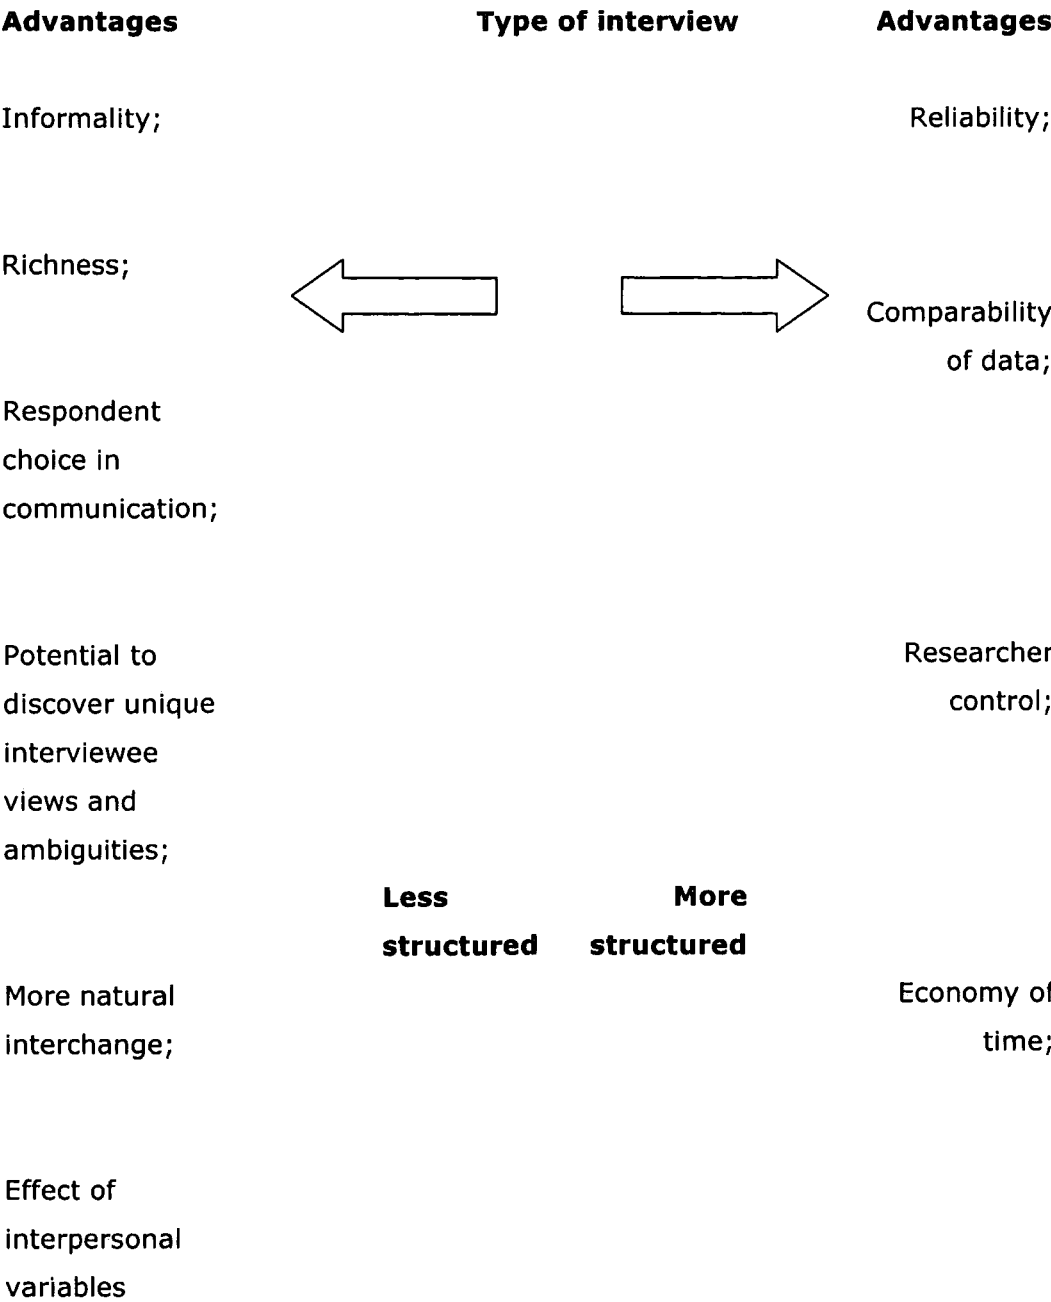 Advantages Type of interview Advantages
Informality; Reliability;
Richness;
Comparability
of data;
Respondent
choice in
communication;
Potential to Researcher
discover unique control;
interviewee
views and
ambiguities;
Less More
structured structured
More natural Economy of
interchange; time;
Effect of
interpersonal
variables